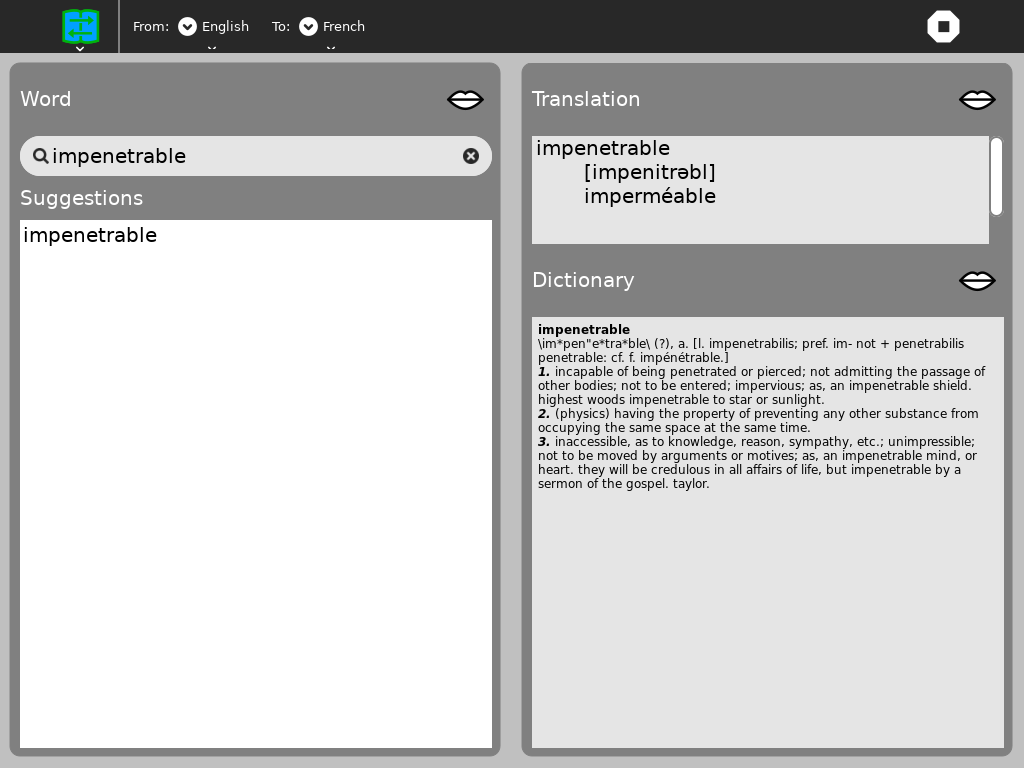 From: English To: French
Word
impenetrable
Suggestions
impenetrable
Translation
impenetrable
[impenitrəbl]
imperméable
Dictionary
impenetrable
\im*pen"e*tra*ble\ (?), a. [l. impenetrabilis; pref. im- not + penetrabilis
penetrable: cf. f. impénétrable.]
1. incapable of being penetrated or pierced; not admitting the passage of
other bodies; not to be entered; impervious; as, an impenetrable shield.
highest woods impenetrable to star or sunlight.
2. (physics) having the property of preventing any other substance from
occupying the same space at the same time.
3. inaccessible, as to knowledge, reason, sympathy, etc.; unimpressible;
not to be moved by arguments or motives; as, an impenetrable mind, or
heart. they will be credulous in all affairs of life, but impenetrable by a
sermon of the gospel. taylor.